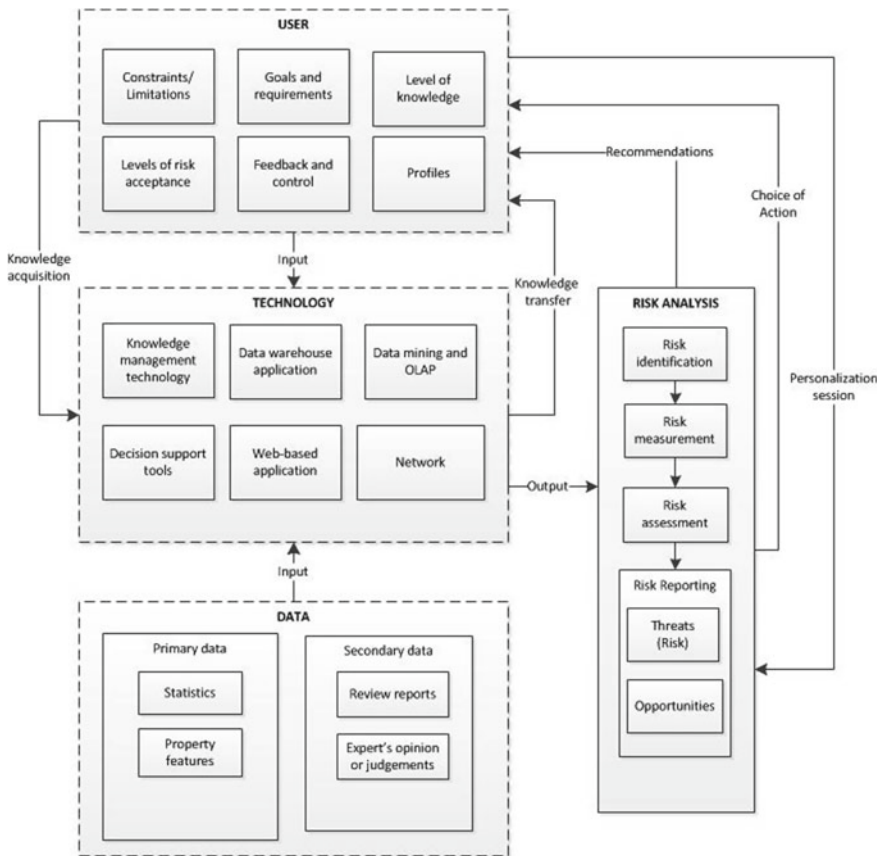 USER
Constraints/
Limitations
Goals and
requirements
Level of
knowledge
Levels of risk
acceptance
Feedback and
control
Profiles
Recommendations
Choice of
Action
Knowledge
acquisition
Input
Knowledge
transfer
Personalization
session
TECHNOLOGY
Knowledge
management
technology
Data warehouse
application
Data mining and
OLAP
Decision support
tools
Web-based
application
Network
Output
RISK ANALYSIS
Risk
identification
Risk
measurement
Risk
assessment
Risk Reporting
Threats
(Risk)
Opportunities
Input
DATA
Primary data
Statistics
Property
features
Secondary data
Review reports
Expert's opinion
or judgements